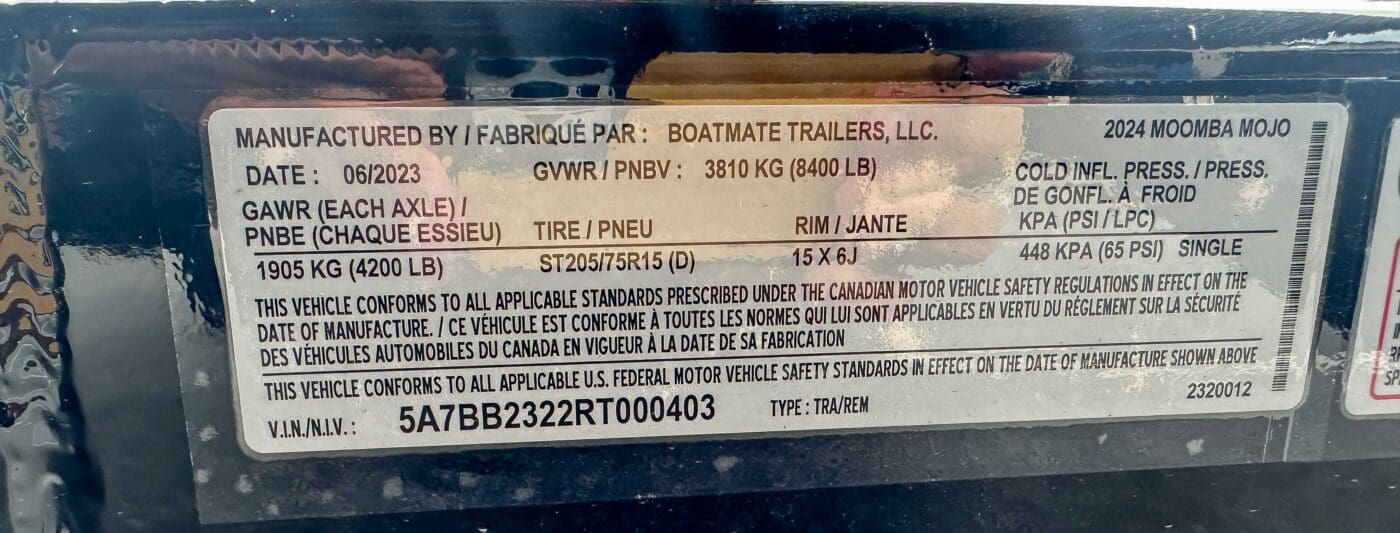 MANUFACTURED BY / FABRIQUÉ PAR : BOATMATE TRAILERS, LLC. 2024 MOOMBA MOJO
DATE : 06/2023 GVWR / PNBV : 3810 KG (8400 LB) COLD INFL. PRESS. / PRESS.
DE GONFL. À FROID
GAWR (EACH AXLE) /
PNBE (CHAQUE ESSIEU) TIRE / PNEU RIM / JANTE KPA (PSI / LPC)
1905 KG (4200 LB) ST205/75R15 (D) 15 X 6J 448 KPA (65 PSI) SINGLE
THIS VEHICLE CONFORMS TO ALL APPLICABLE STANDARDS PRESCRIBED UNDER THE CANADIAN MOTOR VEHICLE SAFETY REGULATIONS IN EFFECT ON THE
DATE OF MANUFACTURE. / CE VÉHICULE EST CONFORME À TOUTES LES NORMES QUI LUI SONT APPLICABLES EN VERTU DU RÉGLEMENT SUR LA SÉCURITÉ
DES VÉHICULES AUTOMOBILES DU CANADA EN VIGUEUR À LA DATE DE SA FABRICATION
THIS VEHICLE CONFORMS TO ALL APPLICABLE U.S. FEDERAL MOTOR VEHICLE SAFETY STANDARDS IN EFFECT ON THE DATE OF MANUFACTURE SHOWN ABOVE
V.I.N./N.I.V. : 5A7BB2322RT000403 TYPE : TRA/REM 2320012